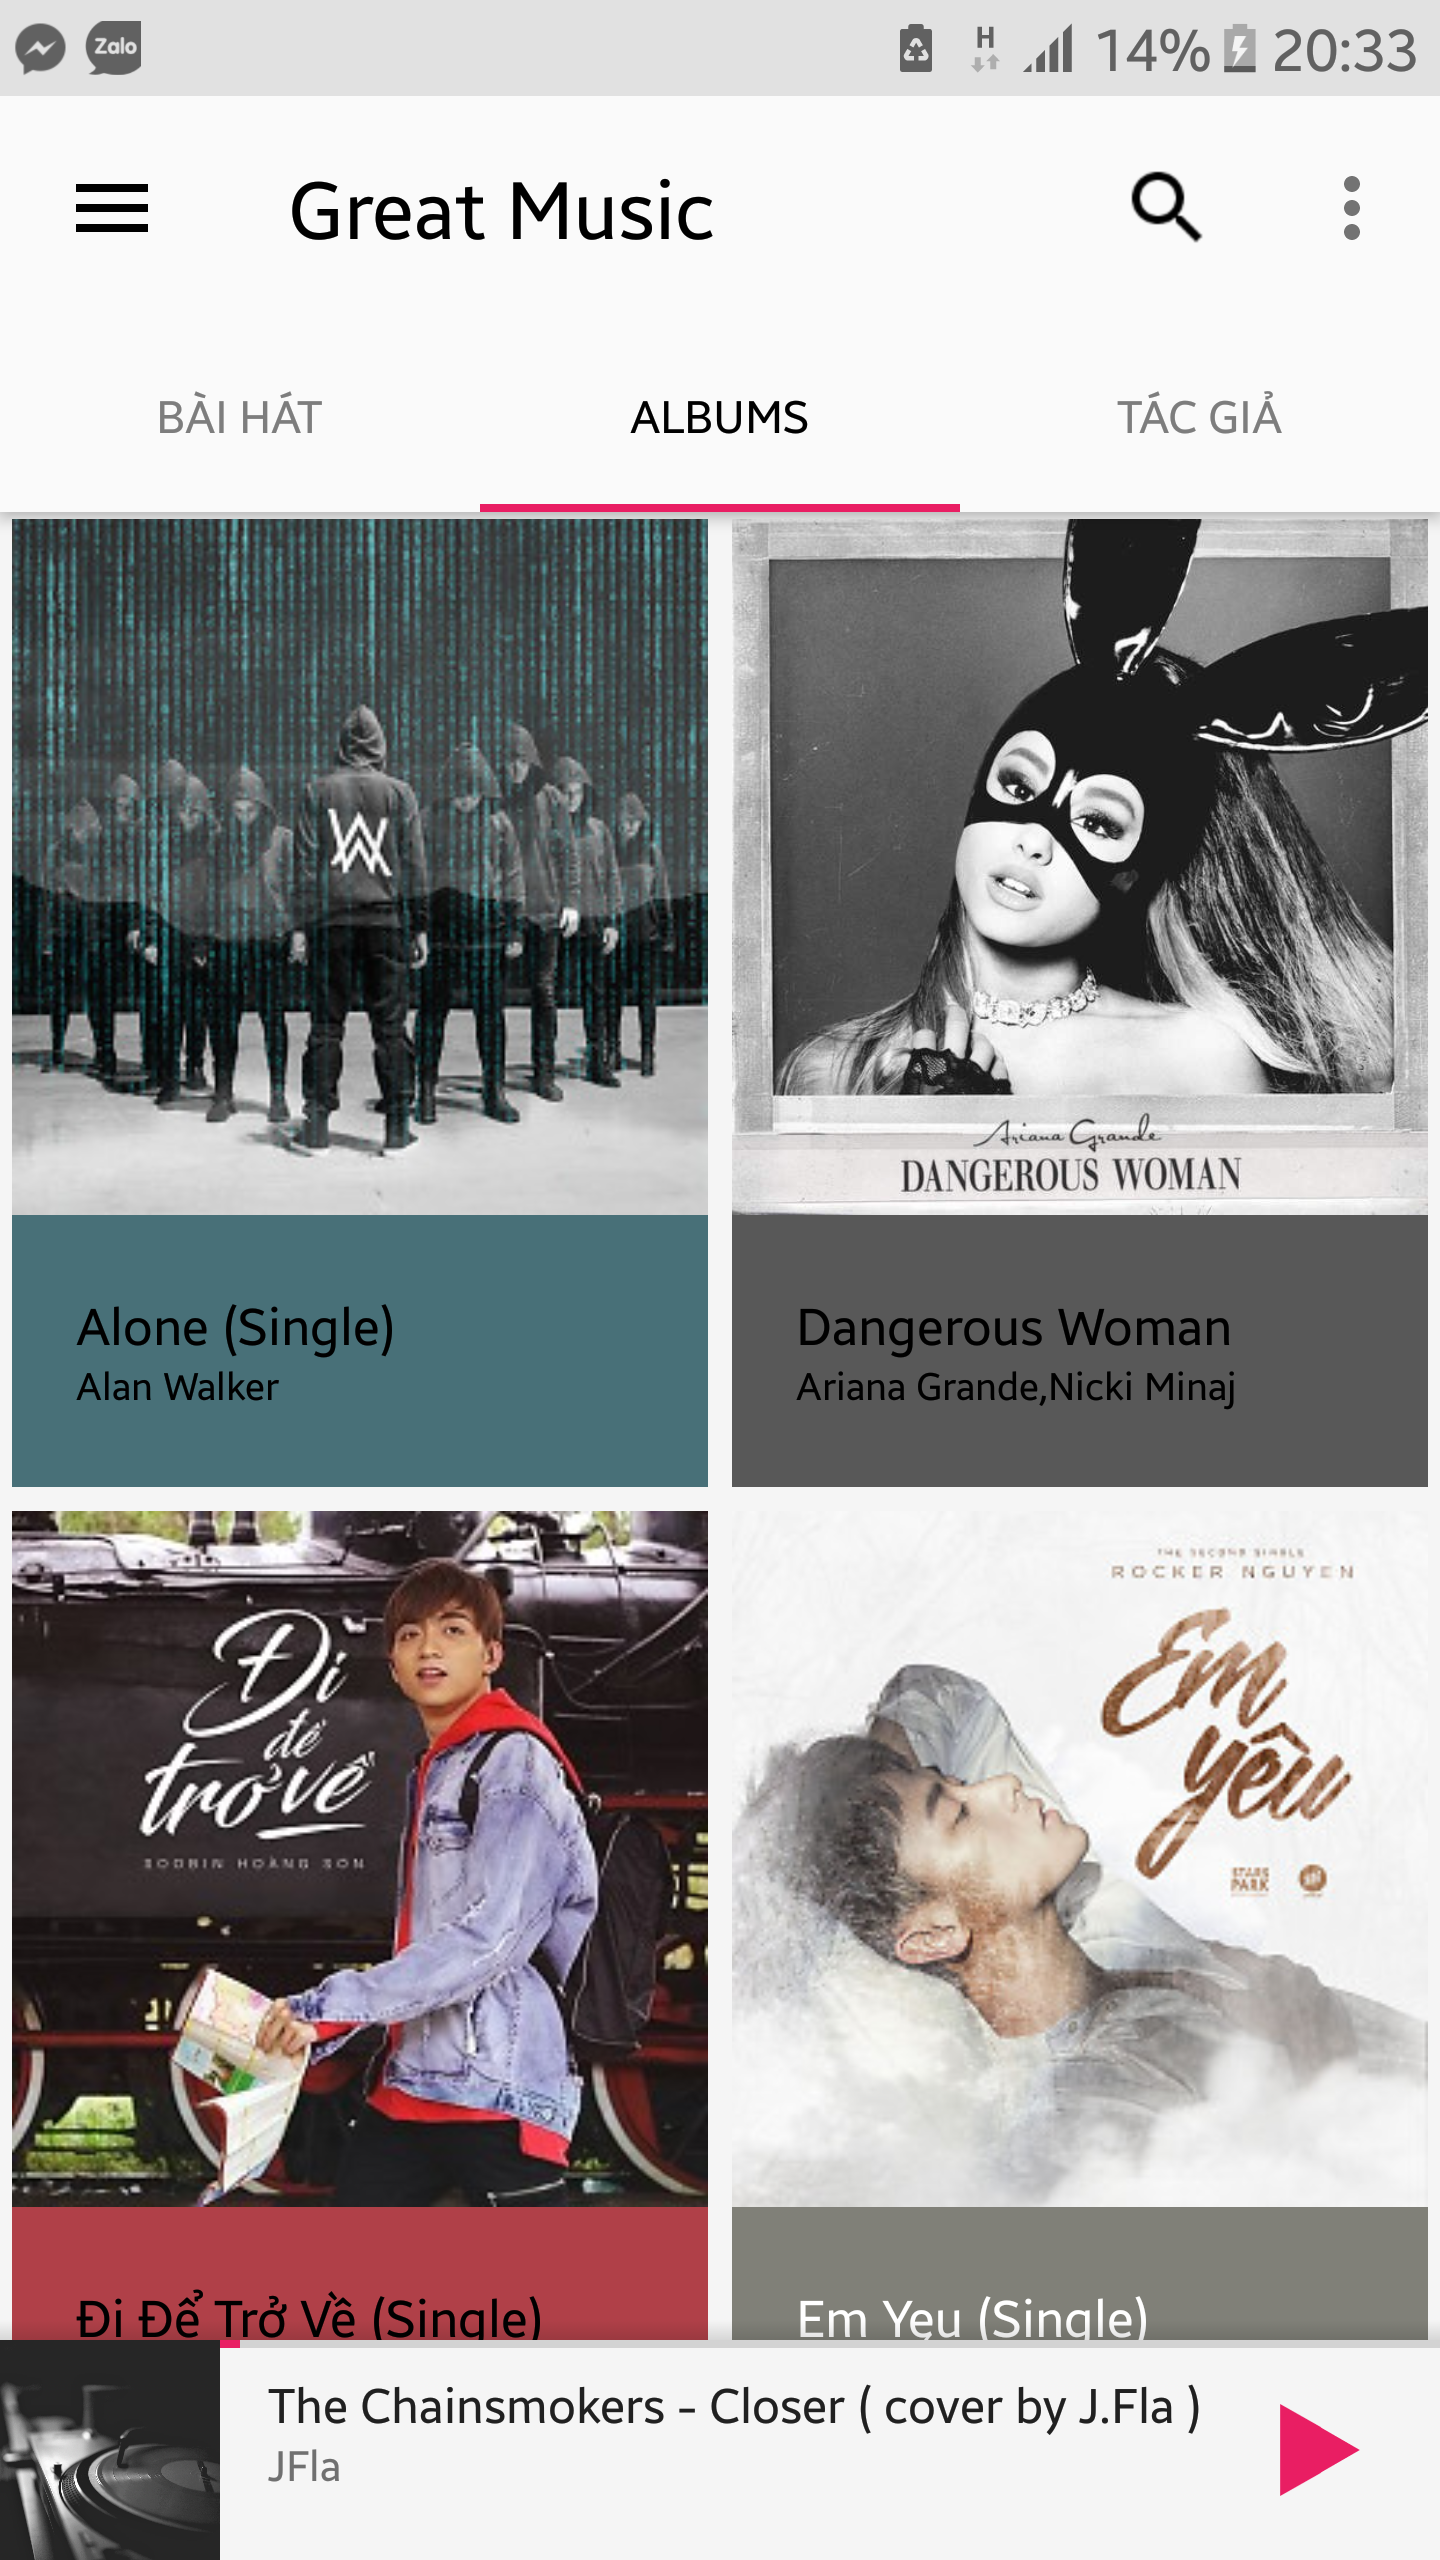 Zalo
H
14%
20:33
Great Music
BÀI HÁT
ALBUMS
TÁC GIẢ
Ariana Grande
DANGEROUS WOMAN
Alone (Single)
Alan Walker
Dangerous Woman
Ariana Grande,Nicki Minaj
Đi
để
trở về
SOOBIN HOÀNG SƠN
THE SECOND SINGLE
ROCKER NGUYEN
Em
yêu
STARS
PARK
Đi Để Trở Về (Single)
Em Yeu (Single)
The Chainsmokers - Closer ( cover by J.Fla )
JFla